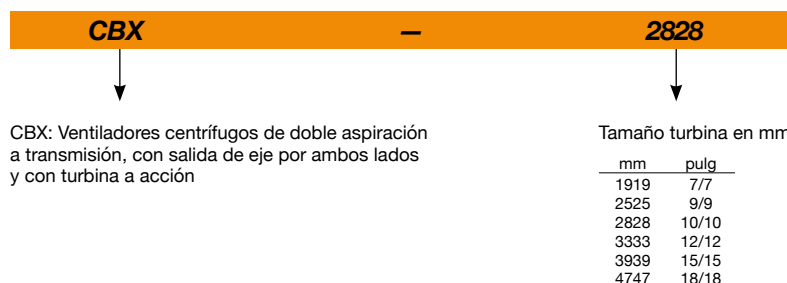 CBX – 2828
CBX: Ventiladores centrífugos de doble aspiración
a transmisión, con salida de eje por ambos lados
y con turbina a acción
Tamaño turbina en mm
mm pulg
1919 7/7
2525 9/9
2828 10/10
3333 12/12
3939 15/15
4747 18/18